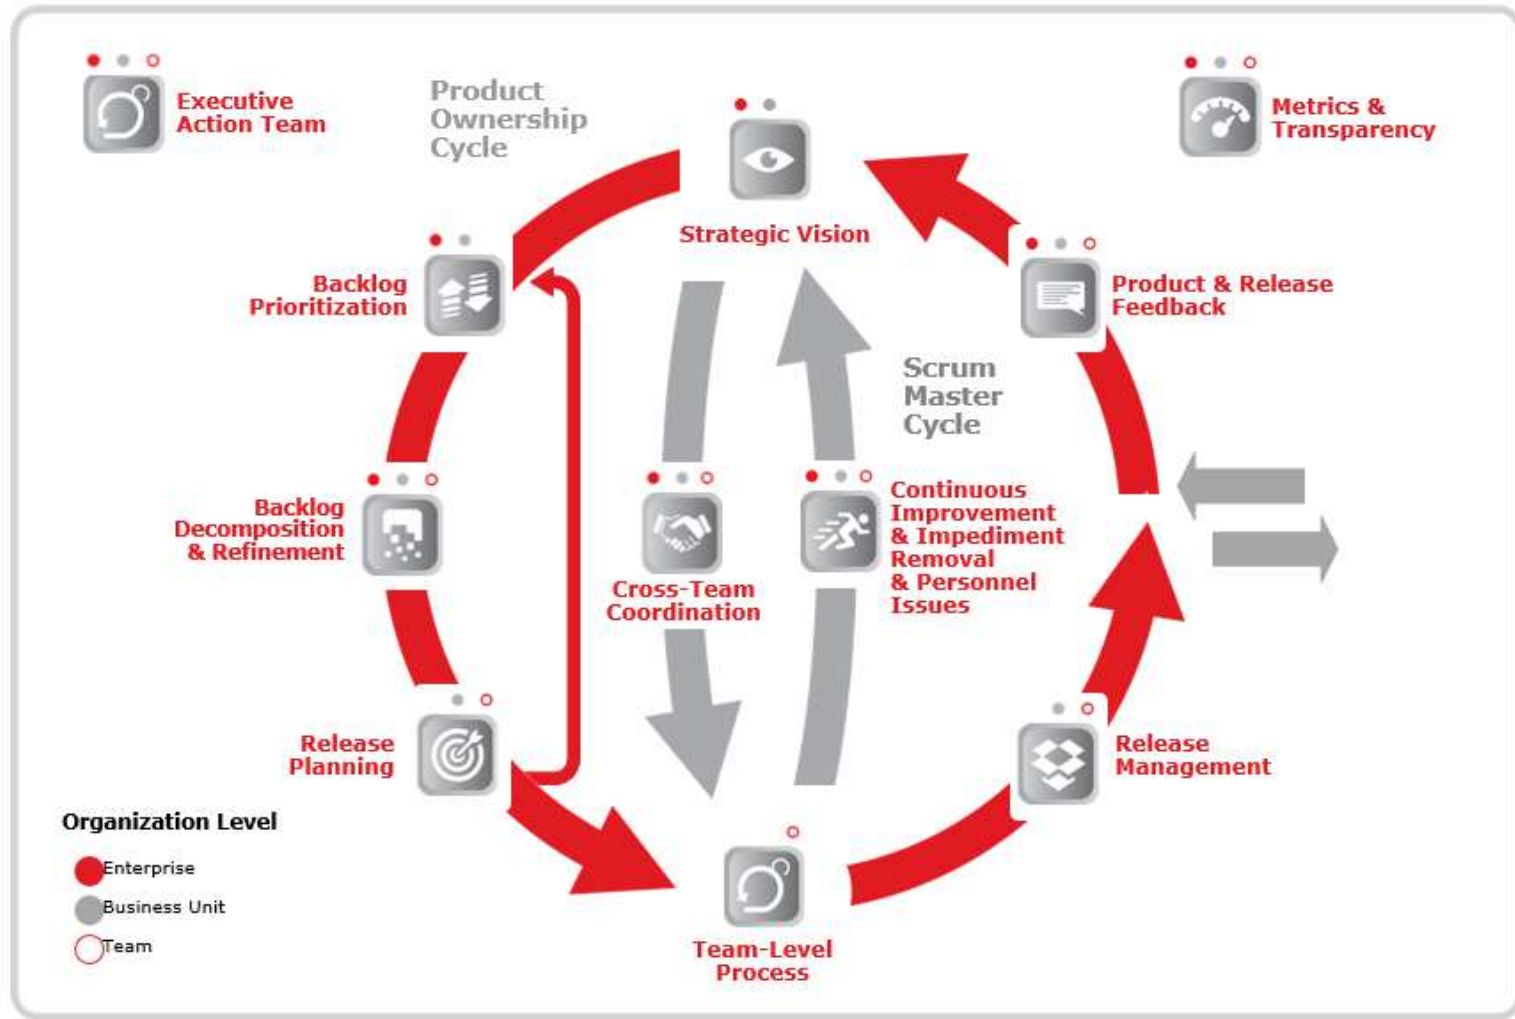 Executive
Action Team
Product
Ownership
Cycle
Metrics &
Transparency
Strategic Vision
Backlog
Prioritization
Product & Release
Feedback
Scrum
Master
Cycle
Backlog
Decomposition
& Refinement
Cross-Team
Coordination
Continuous
Improvement
& Impediment
Removal
& Personnel
Issues
Release
Planning
Release
Management
Organization Level
Enterprise
Business Unit
Team
Team-Level
Process